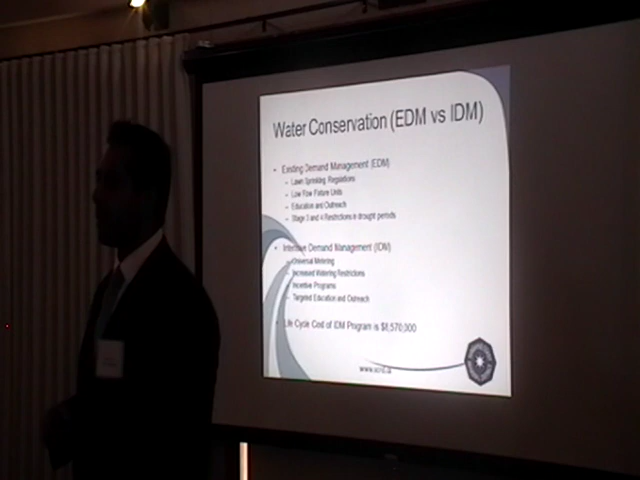 Water Conservation (EDM vs IDM)
• Existing Demand Management (EDM)
– Lawn Sprinkling Regulations
– Low Flow Fixture Units
– Education and Outreach
– Stage 3 and 4 Restrictions in drought periods
• Intensive Demand Management (IDM)
– Universal Metering
– Increased Watering Restrictions
– Incentive Programs
– Targeted Education and Outreach
Life Cycle Cost of IDM Program is $8,570,000